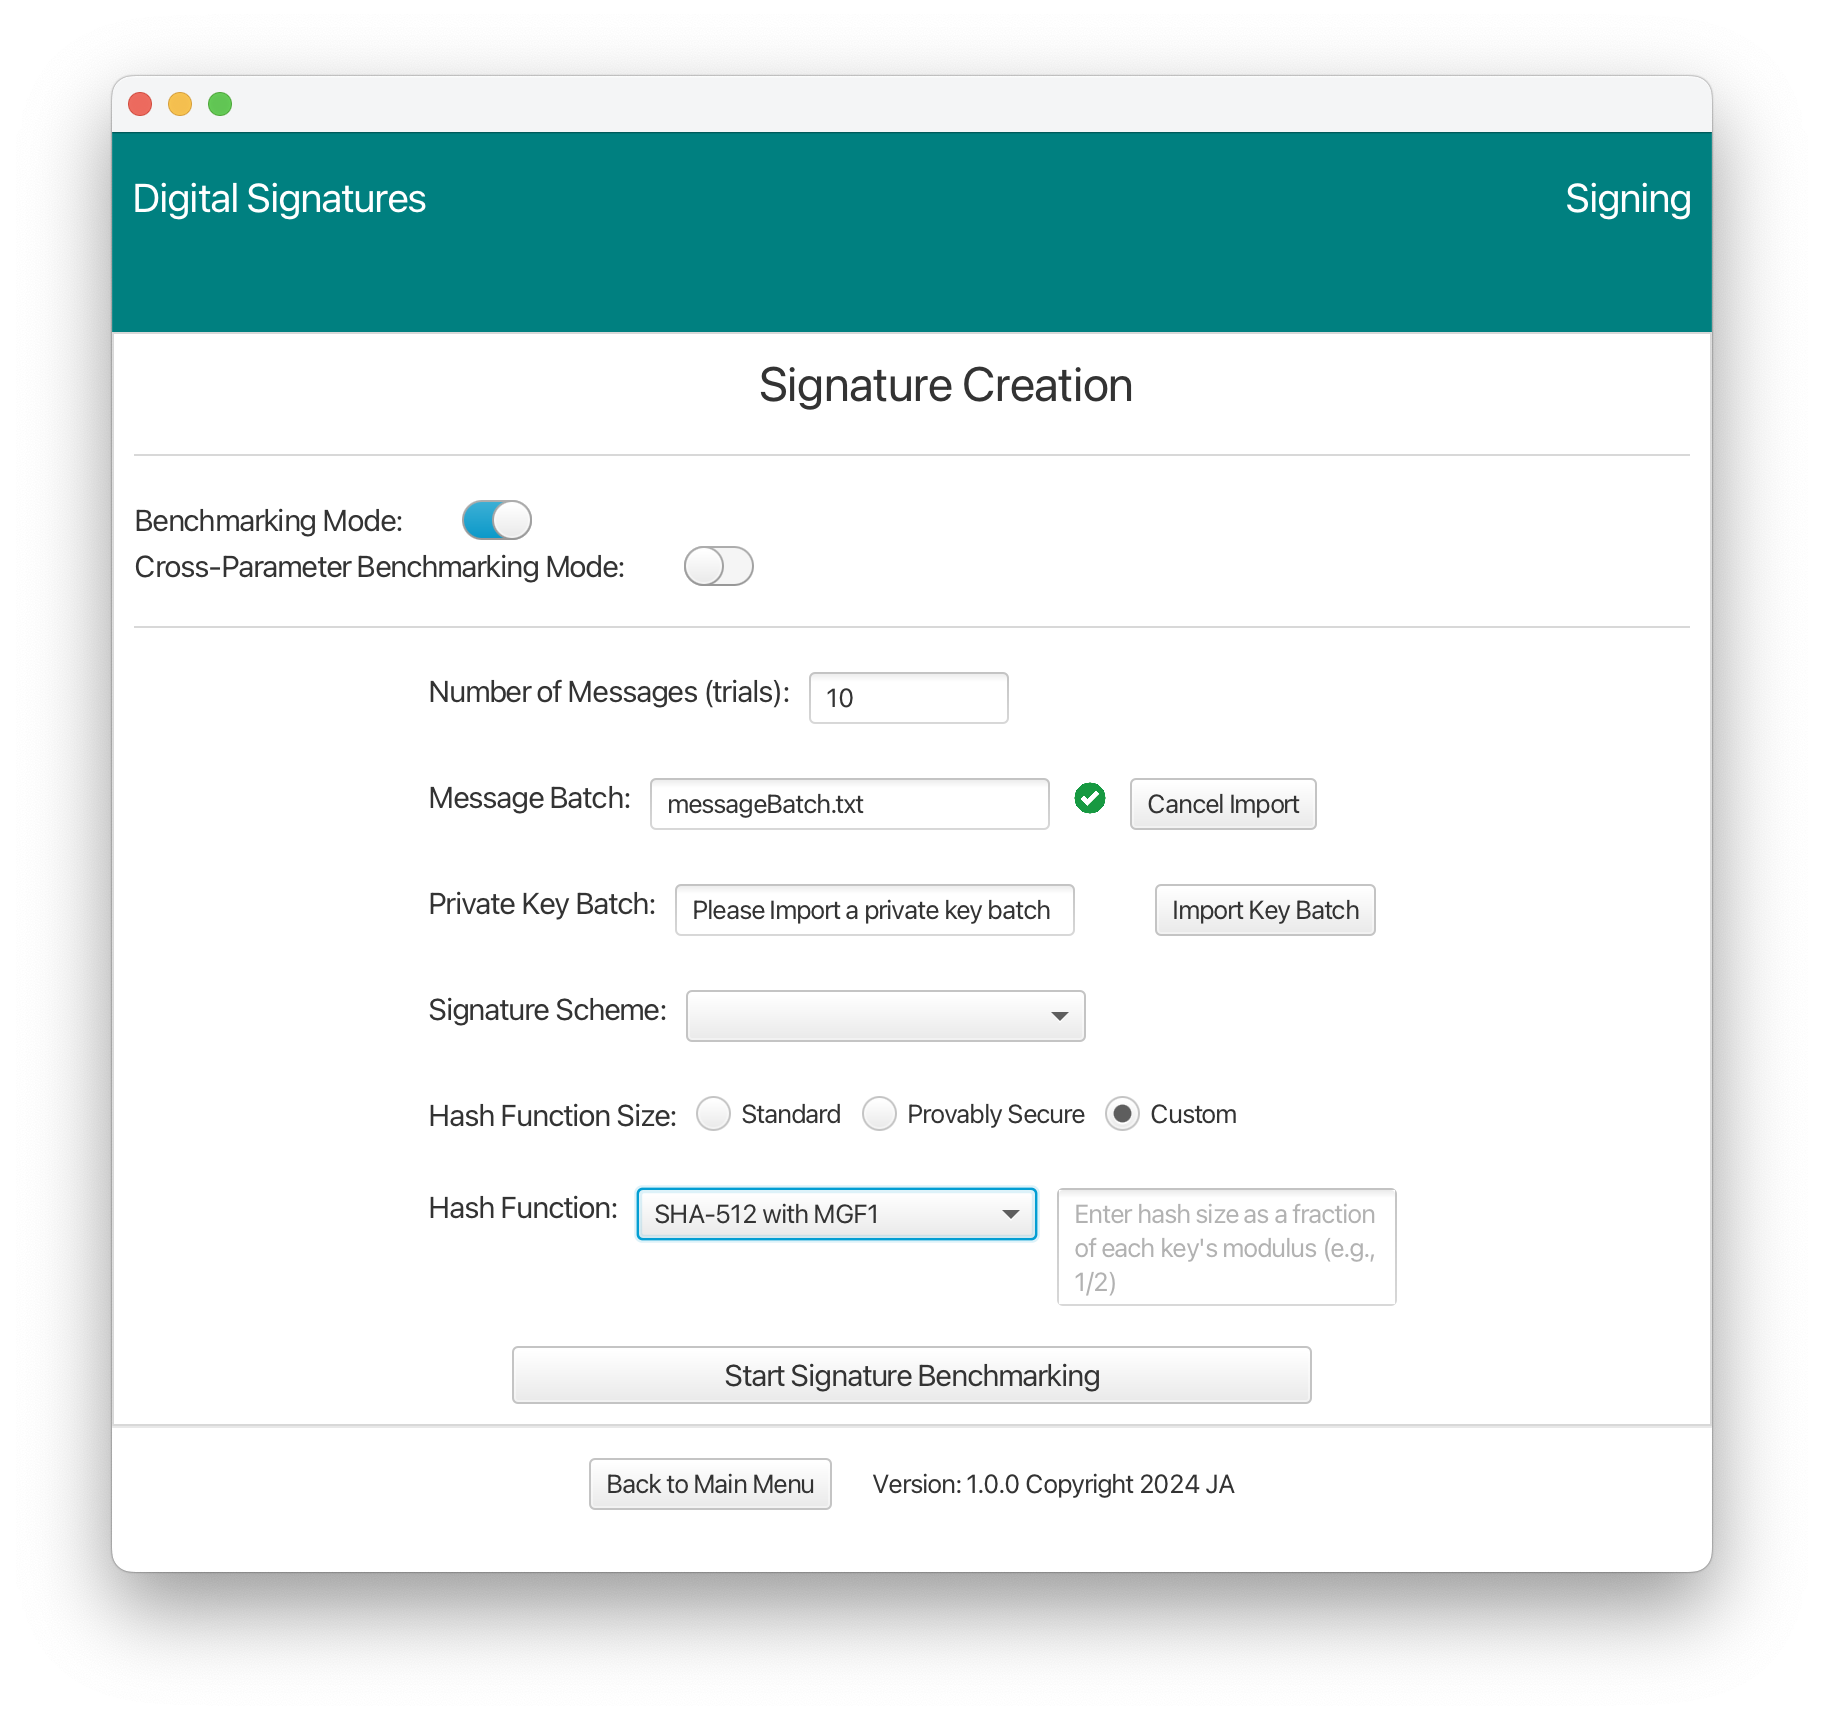 Digital Signatures
Signing
Signature Creation
Benchmarking Mode:
Cross-Parameter Benchmarking Mode:
Number of Messages (trials): 10
Message Batch: messageBatch.txt Cancel Import
Private Key Batch: Please Import a private key batch Import Key Batch
Signature Scheme:
Hash Function Size: Standard Provably Secure Custom
Hash Function: SHA-512 with MGF1
Enter hash size as a fraction
of each key's modulus (e.g.,
1/2)
Start Signature Benchmarking
Back to Main Menu Version: 1.0.0 Copyright 2024 JA